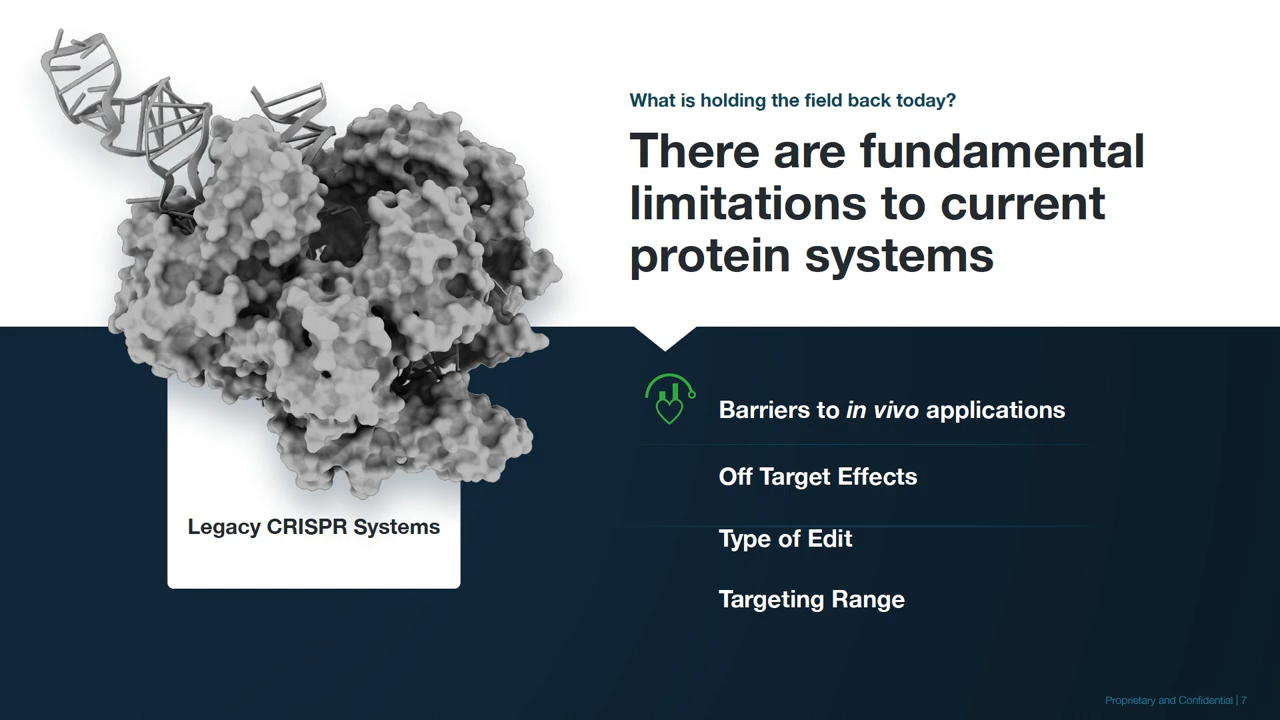 What is holding the field back today?
There are fundamental
limitations to current
protein systems
Legacy CRISPR Systems
Barriers to in vivo applications
Off Target Effects
Type of Edit
Targeting Range
Proprietary and Confidential | 7